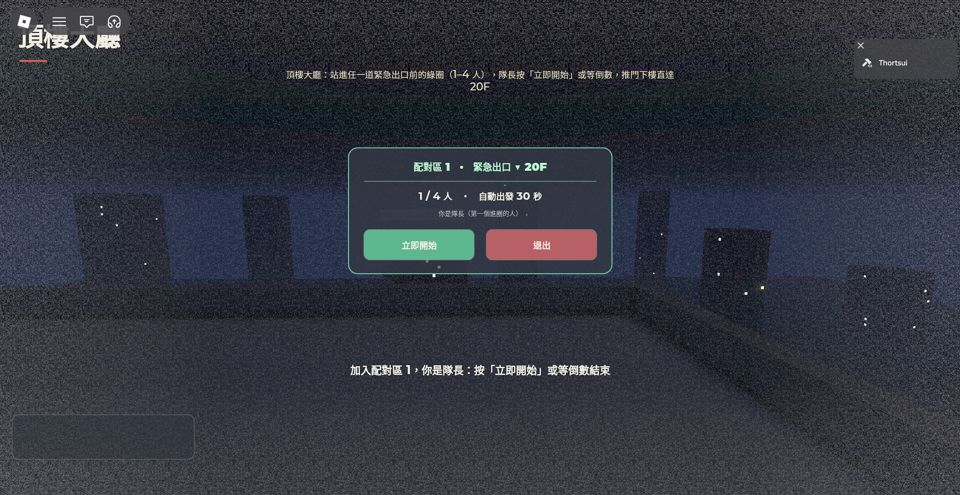 頂樓大廳
Thortsui
頂樓大廳：站進任一道緊急出口前的綠圈（1–4 人），隊長按「立即開始」或等倒數，推門下樓直達
20F
配對區 1 • 緊急出口 ▼ 20F
1 / 4 人 • 自動出發 30 秒
你是隊長（第一個進圈的人）。
立即開始
退出
加入配對區 1，你是隊長：按「立即開始」或等倒數結束